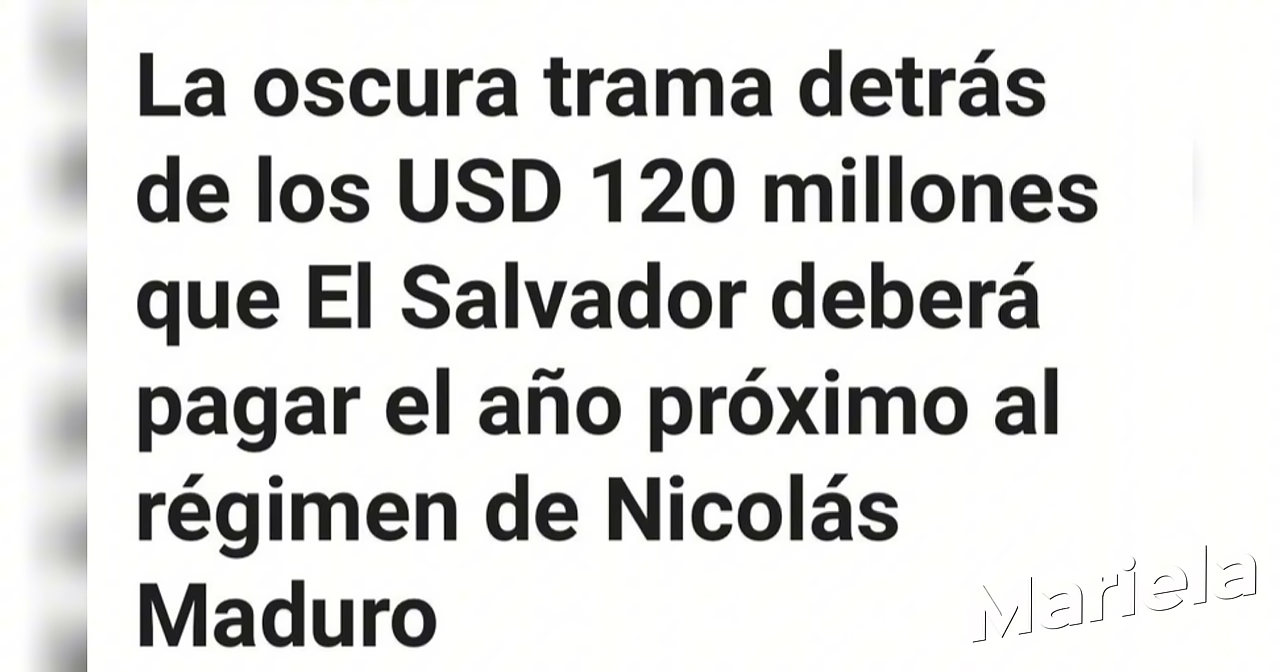 La oscura trama detrás
de los USD 120 millones
que El Salvador deberá
pagar el año próximo al
régimen de Nicolás
Maduro
Mariela